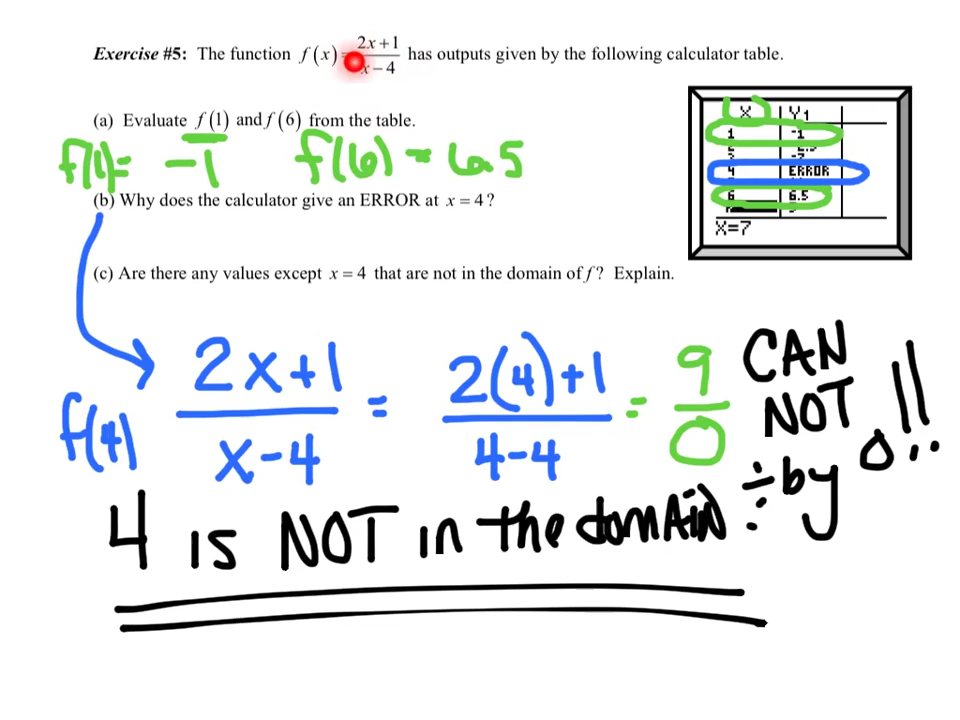 Exercise #5: The function f(x) = 2x+1 / x−4 has outputs given by the following calculator table.
(a) Evaluate f(1) and f(6) from the table.
f(1) = −1 f(6) = 6.5
(b) Why does the calculator give an ERROR at x = 4?
(c) Are there any values except x = 4 that are not in the domain of f? Explain.
X Y1
1 -1
4 ERROR
6 6.5
X=7
f(4) 2x+1 / x−4 = 2(4)+1 / 4−4 = 9 / 0
CAN
NOT
÷ by 0!!
4 is NOT in the domAin